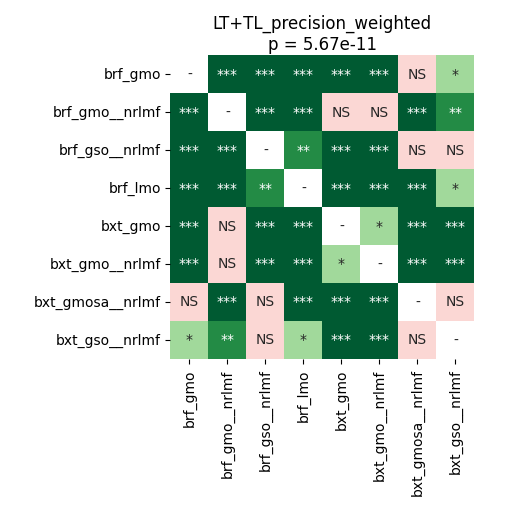 LT+TL_precision_weighted
p = 5.67e-11
brf_gmo - *** *** *** *** *** NS *
brf_gmo__nrlmf *** - *** *** NS NS *** **
brf_gso__nrlmf *** *** - ** *** *** NS NS
brf_lmo *** *** ** - *** *** *** *
bxt_gmo *** NS *** *** - * *** ***
bxt_gmo__nrlmf *** NS *** *** * - *** ***
bxt_gmosa__nrlmf NS *** NS *** *** *** - NS
bxt_gso__nrlmf * ** NS * *** *** NS -
brf_gmo
brf_gmo__nrlmf
brf_gso__nrlmf
brf_lmo
bxt_gmo
bxt_gmo__nrlmf
bxt_gmosa__nrlmf
bxt_gso__nrlmf